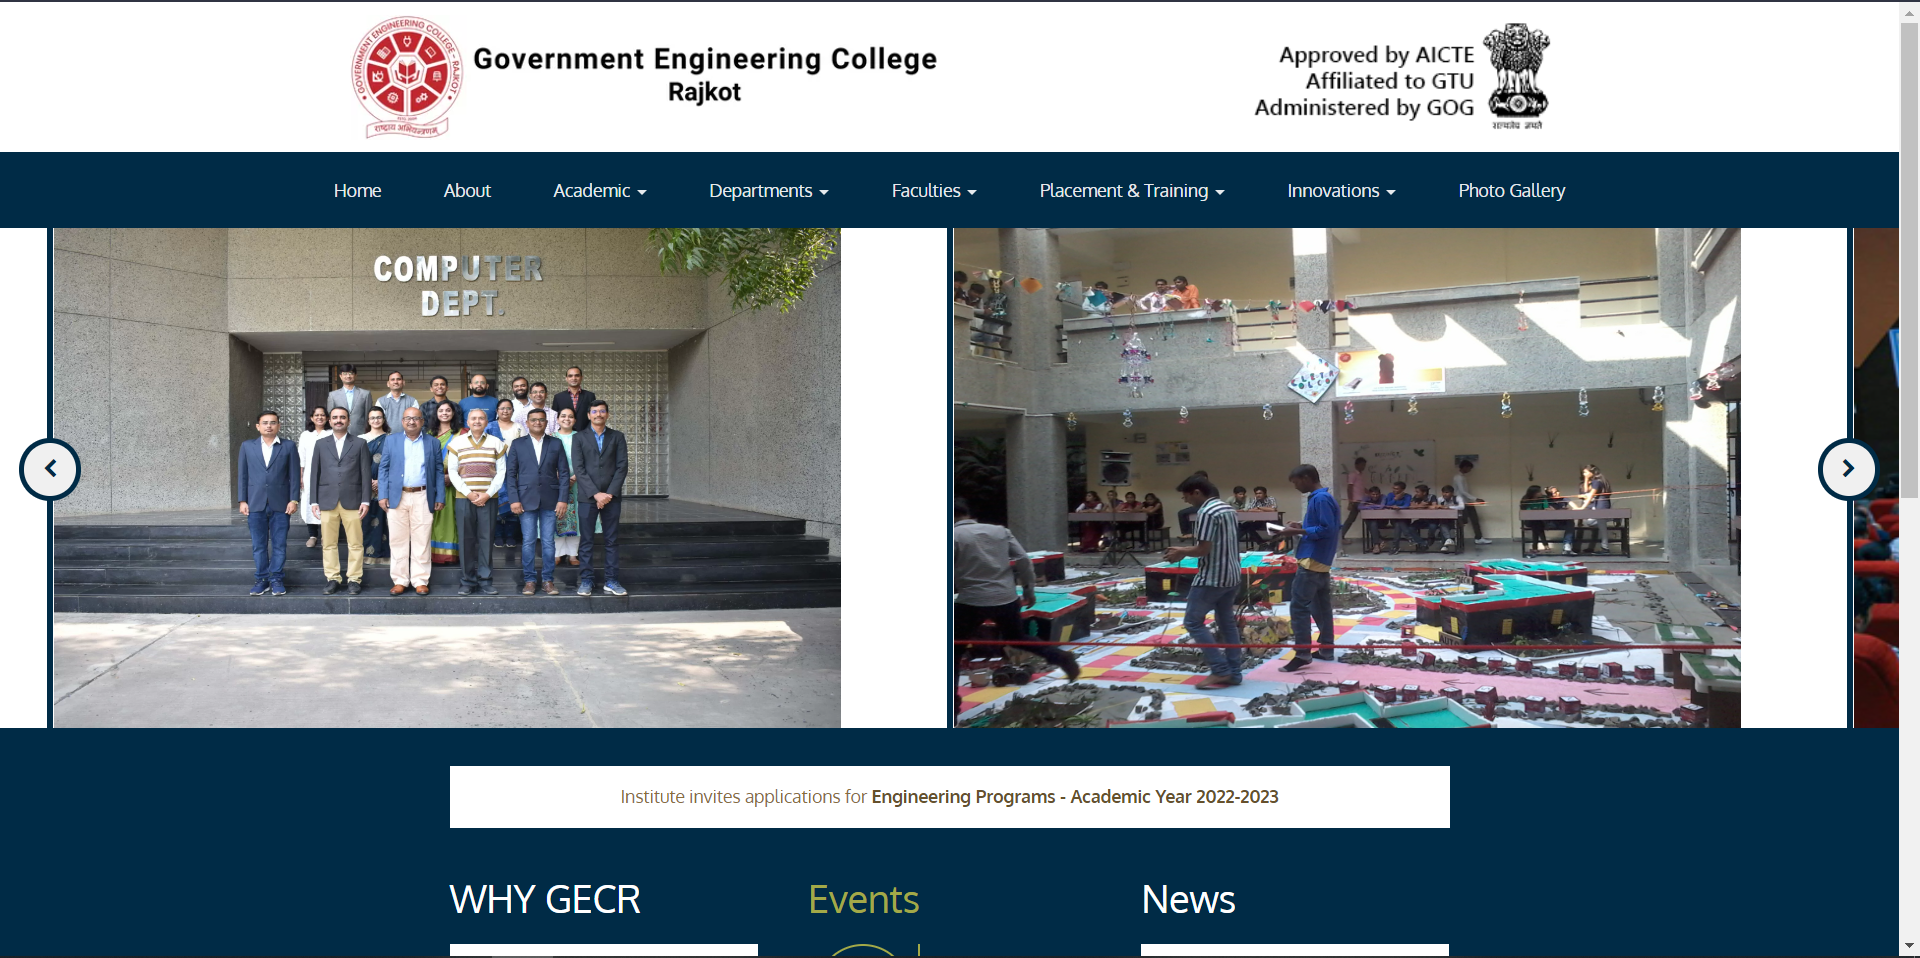 GOVERNMENT ENGINEERING COLLEGE - RAJKOT
राष्ट्राय अभियन्त्रणम्
Government Engineering College
Rajkot
Approved by AICTE
Affiliated to GTU
Administered by GOG
सत्यमेव जयते
Home
About
Academic
Departments
Faculties
Placement & Training
Innovations
Photo Gallery
COMPUTER
DEPT.
Institute invites applications for Engineering Programs - Academic Year 2022-2023
WHY GECR
Events
News